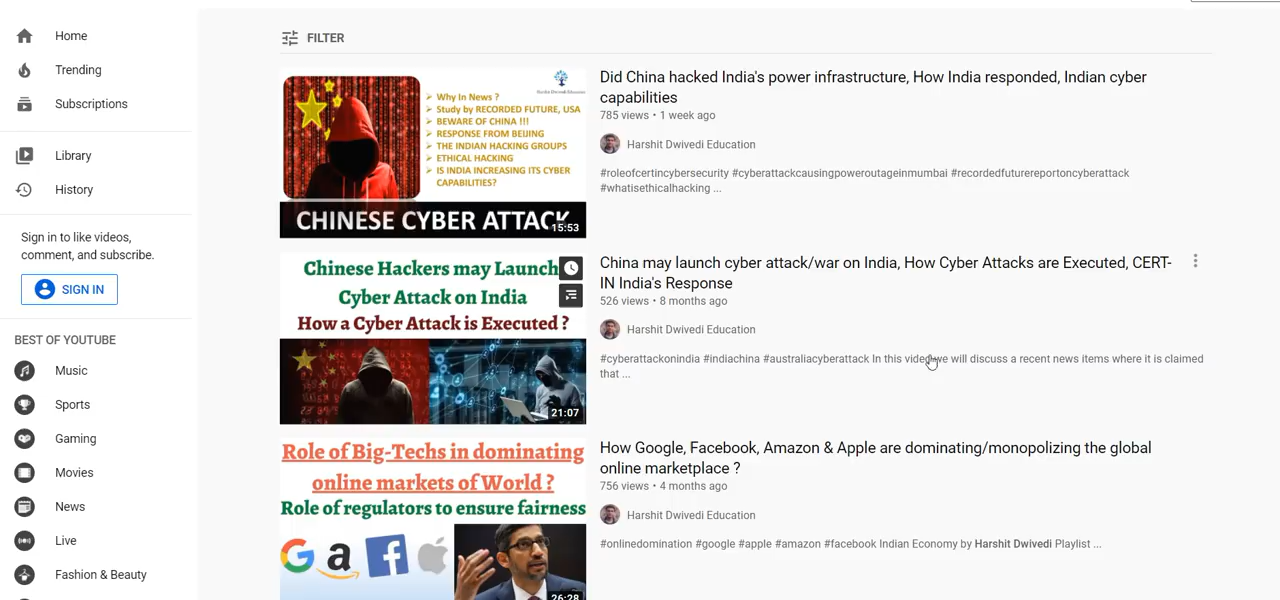 Home
Trending
Subscriptions
Library
History
Sign in to like videos,
comment, and subscribe.
SIGN IN
BEST OF YOUTUBE
Music
Sports
Gaming
Movies
News
Live
Fashion & Beauty
FILTER
Why In News ?
Study by RECORDED FUTURE, USA
BEWARE OF CHINA !!!
RESPONSE FROM BEIJING
THE INDIAN HACKING GROUPS
ETHICAL HACKING
IS INDIA INCREASING ITS CYBER
CAPABILITIES?
CHINESE CYBER ATTACK
15:53
Did China hacked India's power infrastructure, How India responded, Indian cyber
capabilities
785 views • 1 week ago
Harshit Dwivedi Education
#roleofcertincybersecurity #cyberattackcausingpoweroutageinmumbai #recordedfuturereportoncyberattack
#whatisethicalhacking ...
Chinese Hackers may Launch
Cyber Attack on India
How a Cyber Attack is Executed ?
21:07
China may launch cyber attack/war on India, How Cyber Attacks are Executed, CERT-
IN India's Response
526 views • 8 months ago
Harshit Dwivedi Education
#cyberattackonindia #indiachina #australiacyberattack In this video we will discuss a recent news items where it is claimed
that ...
Role of Big-Techs in dominating
online markets of World ?
Role of regulators to ensure fairness
26:28
How Google, Facebook, Amazon & Apple are dominating/monopolizing the global
online marketplace ?
756 views • 4 months ago
Harshit Dwivedi Education
#onlinedomination #google #apple #amazon #facebook Indian Economy by Harshit Dwivedi Playlist ...